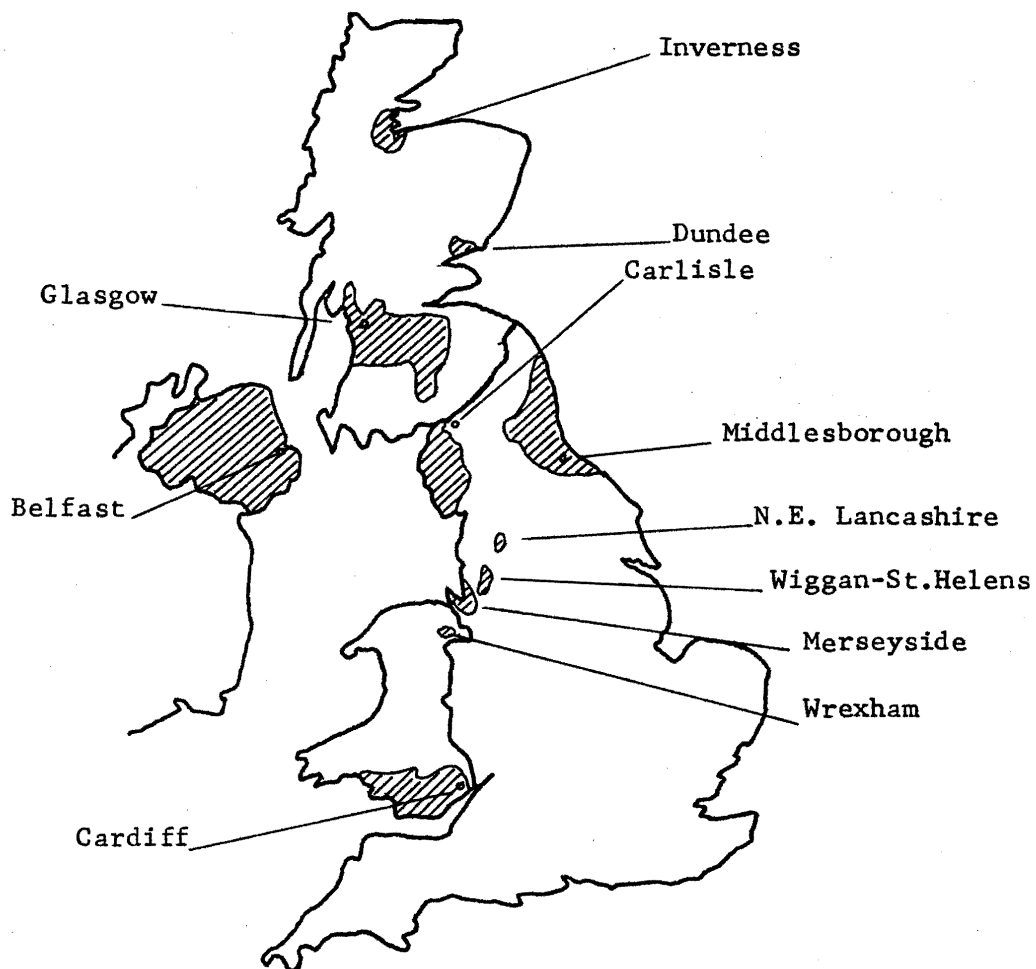 Inverness
Dundee
Carlisle
Glasgow
Middlesborough
Belfast
N.E. Lancashire
Wiggan-St.Helens
Merseyside
Wrexham
Cardiff